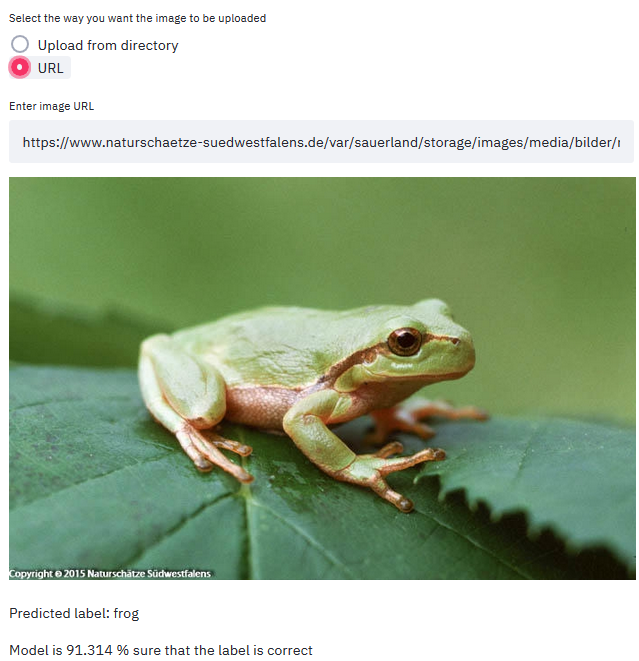 Select the way you want the image to be uploaded
Upload from directory
URL
Enter image URL
https://www.naturschaetze-suedwestfalens.de/var/sauerland/storage/images/media/bilder/
Copyright © 2015 Naturschätze Südwestfalens
Predicted label: frog
Model is 91.314 % sure that the label is correct